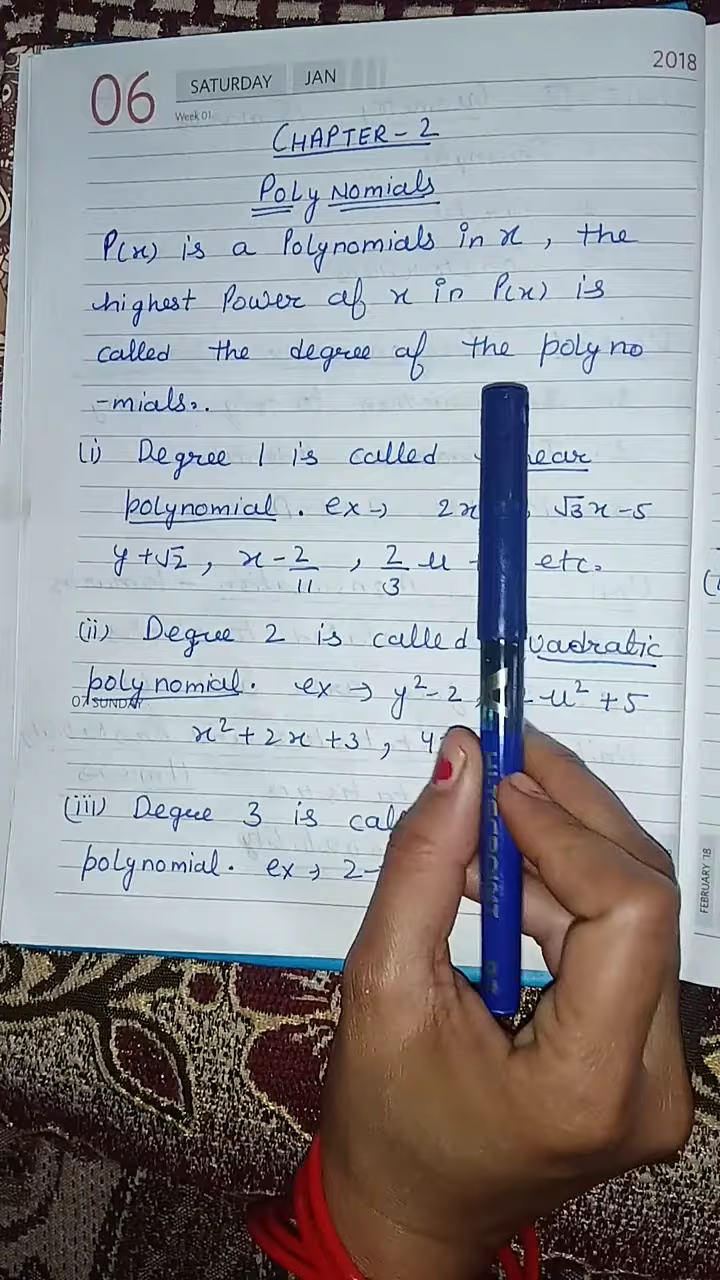 06 SATURDAY JAN 2018
Week 01
CHAPTER - 2
Poly Nomials
P(x) is a Polynomials in x, the
highest Power of x in P(x) is
called the degree of the polyno
-mials..
(i) Degree 1 is called
polynomial. ex→ 2x √3x-5
y+√2, x-2/11, 2/3 u etc.
(ii) Degree 2 is called
polynomial. ex → y²-2 u²+5
07 SUNDAY
x²+2x+3, 4
(iii) Degree 3 is
polynomial. ex→ 2-
FEBRUARY '18